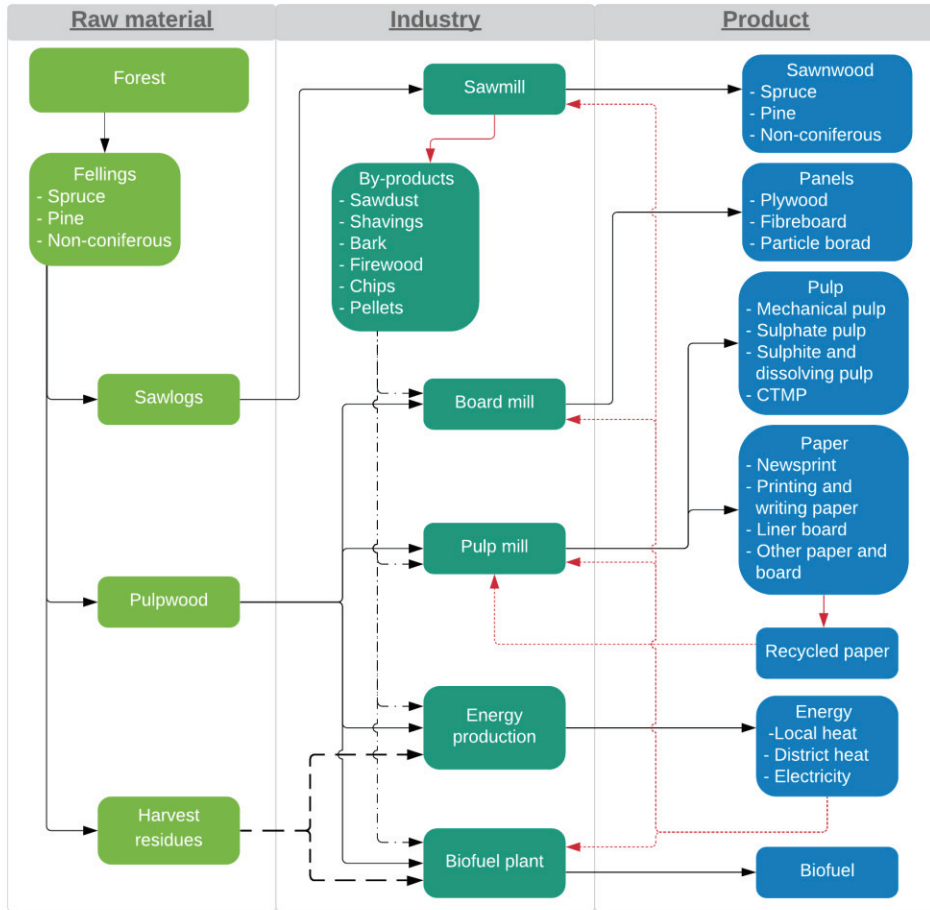 Raw material
Industry
Product
Forest
Fellings
- Spruce
- Pine
- Non-coniferous
Sawlogs
Pulpwood
Harvest
residues
Sawmill
By-products
- Sawdust
- Shavings
- Bark
- Firewood
- Chips
- Pellets
Board mill
Pulp mill
Energy
production
Biofuel plant
Sawnwood
- Spruce
- Pine
- Non-coniferous
Panels
- Plywood
- Fibreboard
- Particle borad
Pulp
- Mechanical pulp
- Sulphate pulp
- Sulphite and
dissolving pulp
- CTMP
Paper
- Newsprint
- Printing and
writing paper
- Liner board
- Other paper and
board
Recycled paper
Energy
-Local heat
- District heat
- Electricity
Biofuel